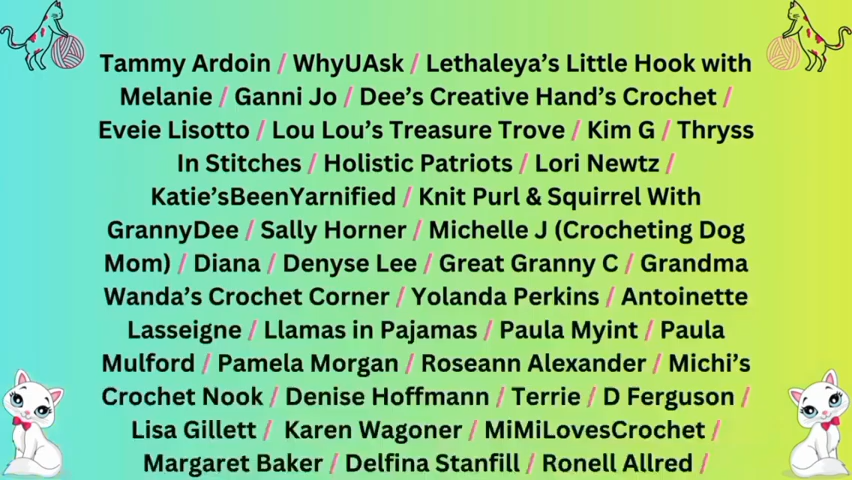 Tammy Ardoin / WhyUAsk / Lethaleya's Little Hook with
Melanie / Ganni Jo / Dee's Creative Hand's Crochet /
Eveie Lisotto / Lou Lou's Treasure Trove / Kim G / Thryss
In Stitches / Holistic Patriots / Lori Newtz /
Katie'sBeenYarnified / Knit Purl & Squirrel With
GrannyDee / Sally Horner / Michelle J (Crocheting Dog
Mom) / Diana / Denyse Lee / Great Granny C / Grandma
Wanda's Crochet Corner / Yolanda Perkins / Antoinette
Lasseigne / Llamas in Pajamas / Paula Myint / Paula
Mulford / Pamela Morgan / Roseann Alexander / Michi's
Crochet Nook / Denise Hoffmann / Terrie / D Ferguson /
Lisa Gillett / Karen Wagoner / MiMiLovesCrochet /
Margaret Baker / Delfina Stanfill / Ronell Allred /